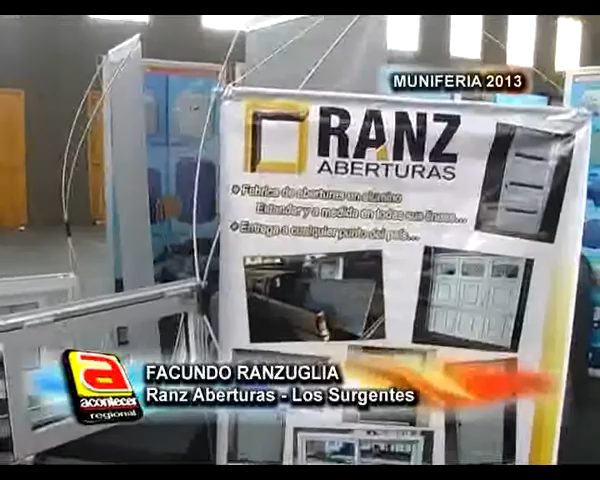 MUNIFERIA 2013
RANZ
ABERTURAS
Fabrica de aberturas en aluminio
Estandar y a medida en todas sus lineas...
Entrega a cualquier punto del pais...
a
acontecer
regional
FACUNDO RANZUGLIA
Ranz Aberturas - Los Surgentes